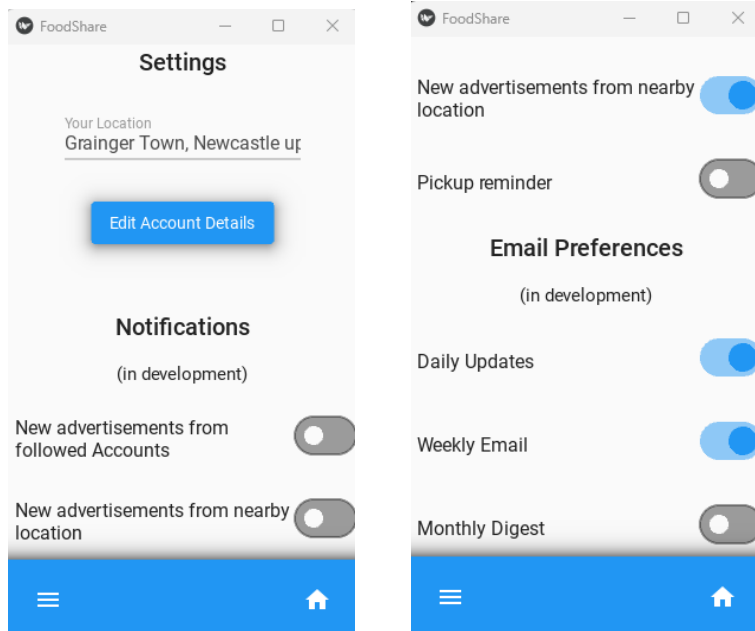 FoodShare
Settings
Your Location
Grainger Town, Newcastle up
Edit Account Details
Notifications
(in development)
New advertisements from
followed Accounts
New advertisements from nearby
location
FoodShare
New advertisements from nearby
location
Pickup reminder
Email Preferences
(in development)
Daily Updates
Weekly Email
Monthly Digest